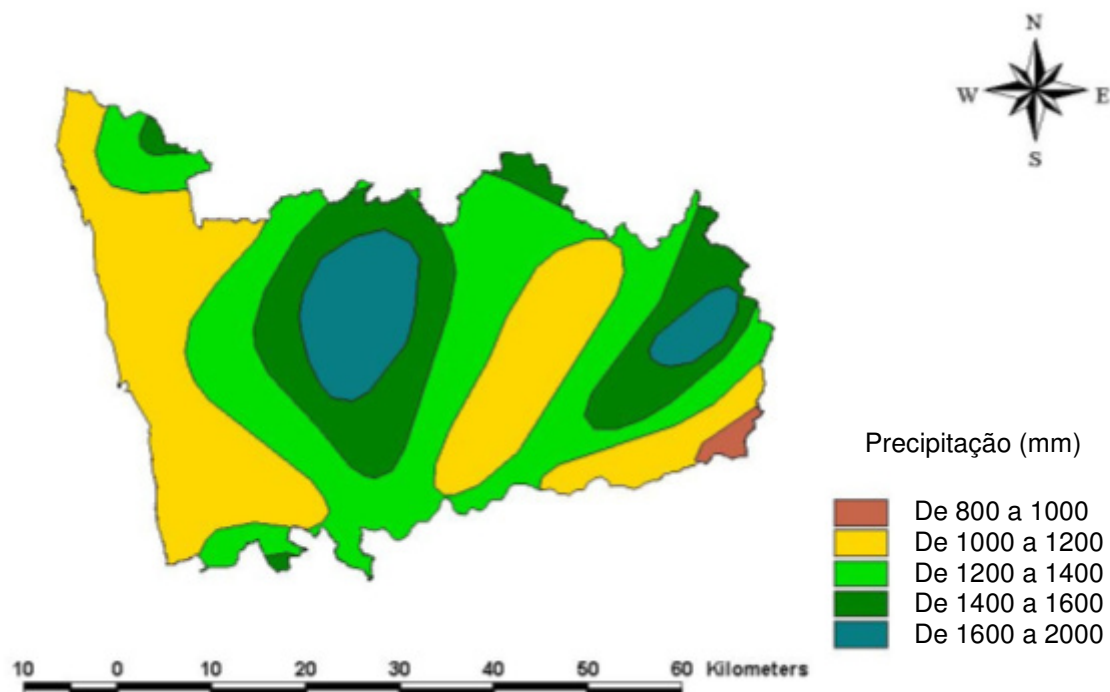 N
W E
S
Precipitação (mm)
De 800 a 1000
De 1000 a 1200
De 1200 a 1400
De 1400 a 1600
De 1600 a 2000
10 0 10 20 30 40 50 60 Kilometers